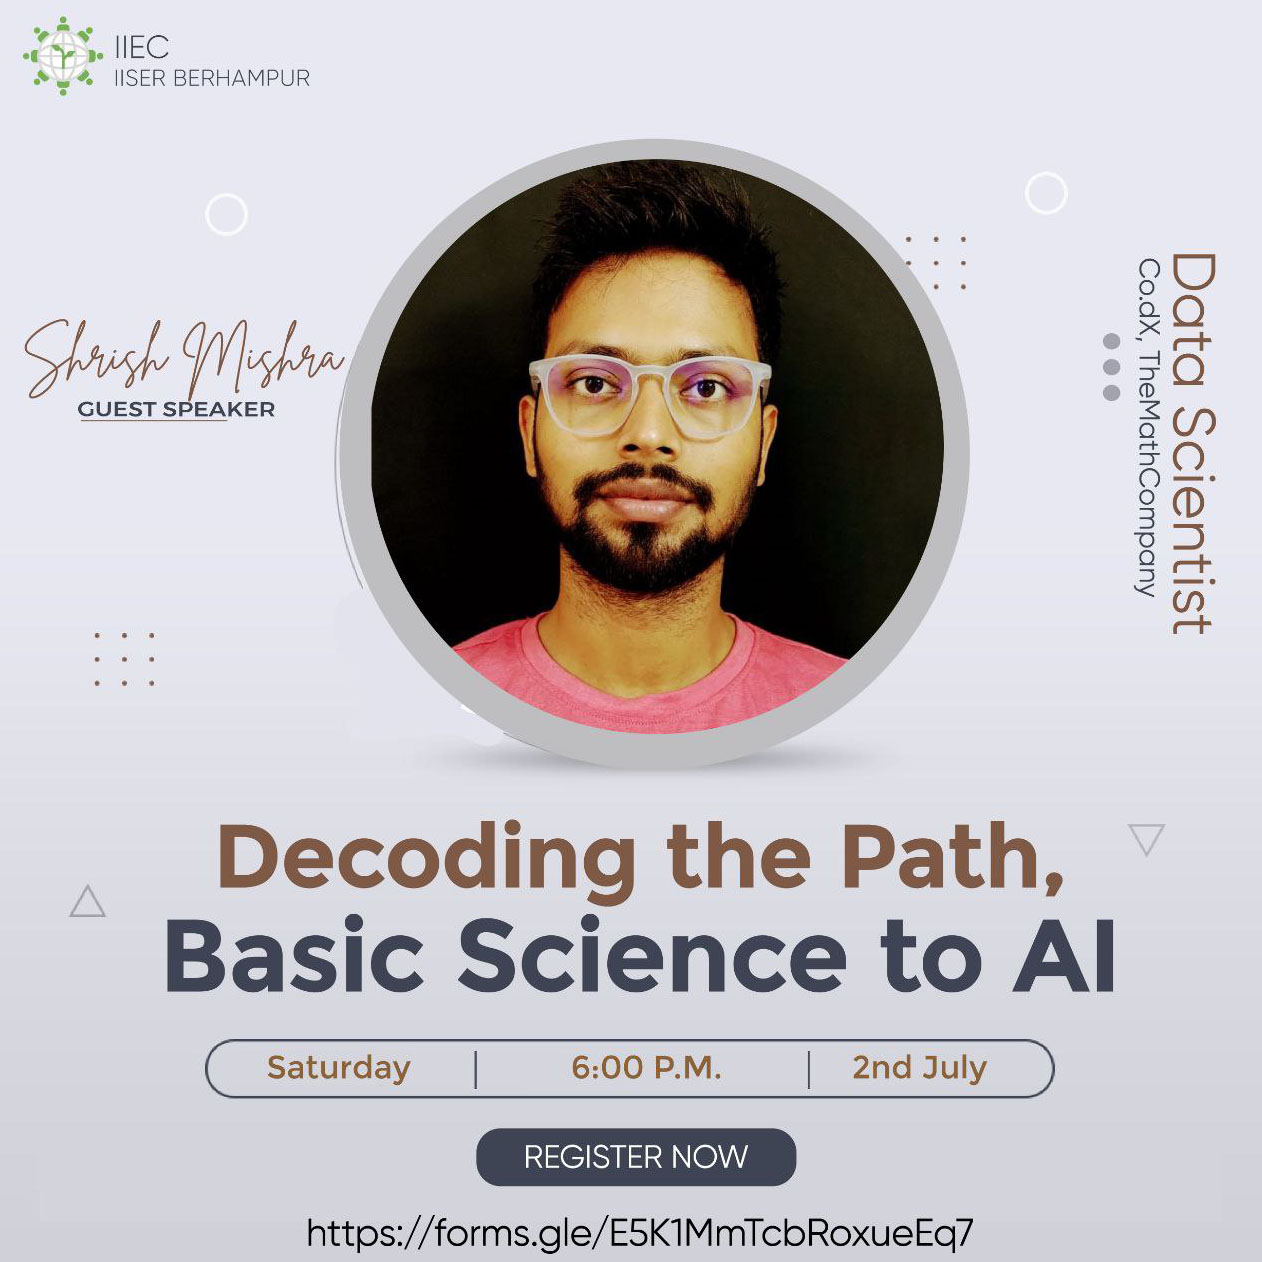 IIEC
IISER BERHAMPUR
Shrish Mishra
GUEST SPEAKER
Data Scientist
Co.dX, TheMathCompany
Decoding the Path,
Basic Science to AI
Saturday | 6:00 P.M. | 2nd July
REGISTER NOW
https://forms.gle/E5K1MmTcbRoxueEq7